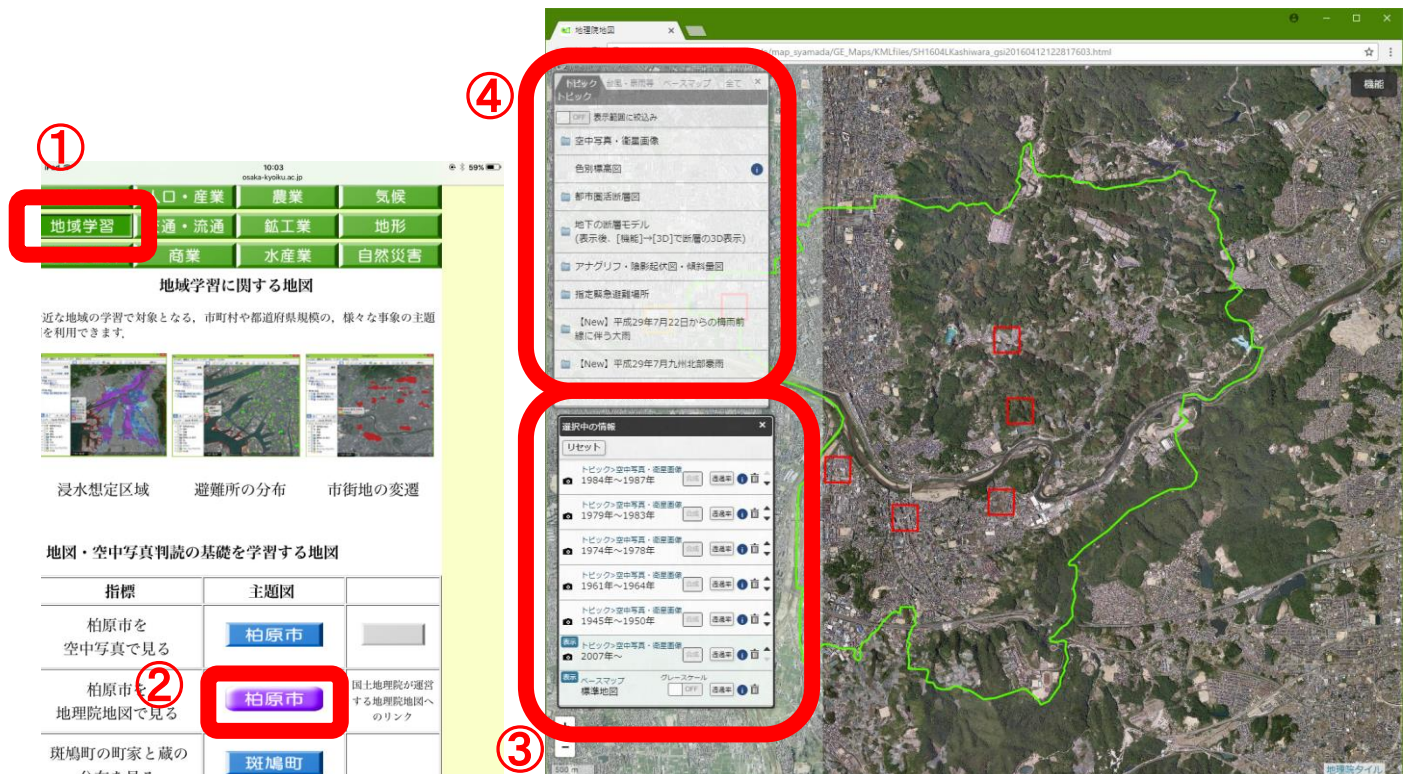 ①
10:03
59%
osaka-kyoiku.ac.jp
人口・産業
農業
気候
地域学習
交通・流通
鉱工業
地形
商業
水産業
自然災害
地域学習に関する地図
近な地域の学習で対象となる，市町村や都道府県規模の，様々な事象の主題
を利用できます．
浸水想定区域
避難所の分布
市街地の変遷
地図・空中写真判読の基礎を学習する地図
指標
主題図
柏原市を
空中写真で見る
柏原市
柏原市を
地理院地図で見る
②
柏原市
国土地理院が運営
する地理院地図へ
のリンク
斑鳩町の町家と蔵の
分布を見る
斑鳩町
地理院地図
/map_syamada/GE_Maps/KMLfiles/SH1604LKashiwara_gsi20160412122817603.html
機能
④
トピック
台風・豪雨等
ベースマップ
全て
×
トピック
OFF
表示範囲に絞込み
空中写真・衛星画像
色別標高図
都市圏活断層図
地下の断層モデル
(表示後、[機能]→[3D]で断層の3D表示)
アナグリフ・陰影起伏図・傾斜量図
指定緊急避難場所
【New】平成29年7月22日からの梅雨前
線に伴う大雨
【New】平成29年7月九州北部豪雨
③
選択中の情報
×
リセット
トピック>空中写真・衛星画像
1984年～1987年
合成
透過率
トピック>空中写真・衛星画像
1979年～1983年
合成
透過率
トピック>空中写真・衛星画像
1974年～1978年
合成
透過率
トピック>空中写真・衛星画像
1961年～1964年
合成
透過率
トピック>空中写真・衛星画像
1945年～1950年
合成
透過率
表示
トピック>空中写真・衛星画像
2007年～
合成
透過率
表示
ベースマップ
標準地図
グレースケール
OFF
透過率
+
-
500 m
地理院タイル